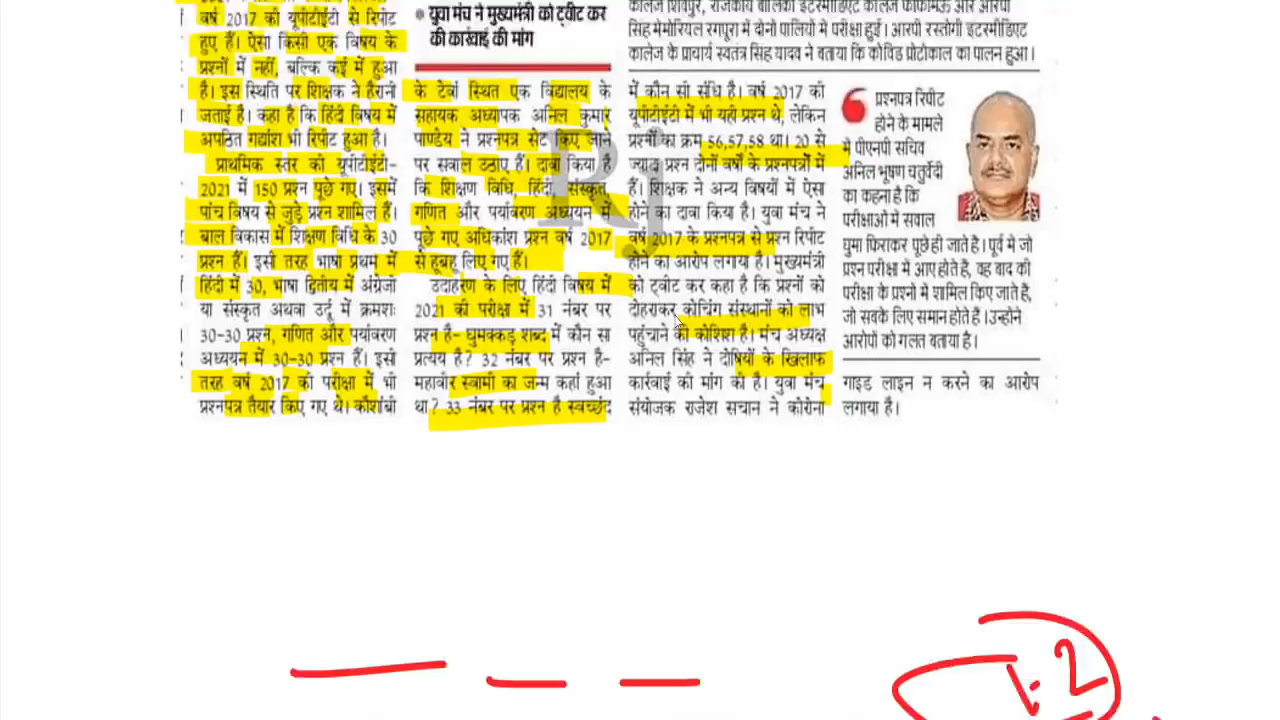 वर्ष 2017 की यूपीटीईटी से रिपीट
हुए हैं। ऐसा किसी एक विषय के
प्रश्नों में नहीं, बल्कि कई में हुआ
है। इस स्थिति पर शिक्षक ने हैरानी
जताई है। कहा है कि हिंदी विषय में
अपठित गद्यांश भी रिपीट हुआ है।
प्राथमिक स्तर की यूपीटीईटी-
2021 में 150 प्रश्न पूछे गए। इसमें
पांच विषय से जुड़े प्रश्न शामिल हैं।
बाल विकास में शिक्षण विधि के 30
प्रश्न हैं। इसी तरह भाषा प्रथम में
हिंदी में 30, भाषा द्वितीय में अंग्रेजी
या संस्कृत अथवा उर्दू में क्रमशः
30-30 प्रश्न, गणित और पर्यावरण
अध्ययन में 30-30 प्रश्न हैं। इसी
तरह वर्ष 2017 की परीक्षा में भी
प्रश्नपत्र तैयार किए गए थे। कौशांबी
युवा मंच ने मुख्यमंत्री को ट्वीट कर
की कार्रवाई की मांग
के टेवां स्थित एक विद्यालय के
सहायक अध्यापक अनिल कुमार
पाण्डेय ने प्रश्नपत्र सेट किए जाने
पर सवाल उठाए हैं। दावा किया है
कि शिक्षण विधि, हिंदी, संस्कृत,
गणित और पर्यावरण अध्ययन में
पूछे गए अधिकांश प्रश्न वर्ष 2017
से हूबहू लिए गए हैं।
उदाहरण के लिए हिंदी विषय में
2021 की परीक्षा में 31 नंबर पर
प्रश्न है- घुमक्कड़ शब्द में कौन सा
प्रत्यय है? 32 नंबर पर प्रश्न है-
महावीर स्वामी का जन्म कहां हुआ
था? 33 नंबर पर प्रश्न है स्वच्छंद
कॉलेज शिवपुर, राजकीय बालिका इंटरमीडिएट कॉलेज फाफामऊ और आरपी
सिंह मेमोरियल रंगपुरा में दोनों पालियों में परीक्षा हुई। आरपी रस्तोगी इंटरमीडिएट
कालेज के प्राचार्य स्वतंत्र सिंह यादव ने बताया कि कोविड प्रोटोकाल का पालन हुआ।
में कौन सी संधि है। वर्ष 2017 की
यूपीटीईटी में भी यही प्रश्न थे, लेकिन
प्रश्नों का क्रम 56,57,58 था। 20 से
ज्यादा प्रश्न दोनों वर्षों के प्रश्नपत्रों में
हैं। शिक्षक ने अन्य विषयों में ऐसा
होने का दावा किया है। युवा मंच ने
वर्ष 2017 के प्रश्नपत्र से प्रश्न रिपीट
होने का आरोप लगाया है। मुख्यमंत्री
को ट्वीट कर कहा है कि प्रश्नों को
दोहराकर कोचिंग संस्थानों को लाभ
पहुंचाने की कोशिश है। मंच अध्यक्ष
अनिल सिंह ने दोषियों के खिलाफ
कार्रवाई की मांग की है। युवा मंच
संयोजक राजेश सचान ने कोरोना
प्रश्नपत्र रिपीट
होने के मामले
में पीएनपी सचिव
अनिल भूषण चतुर्वेदी
का कहना है कि
परीक्षाओं में सवाल
घुमा फिराकर पूछे ही जाते हैं। पूर्व में जो
प्रश्न परीक्षा में आए होते हैं, वह बाद की
परीक्षा के प्रश्नों में शामिल किए जाते हैं,
जो सबके लिए समान होते हैं। उन्होंने
आरोपों को गलत बताया है।
गाइड लाइन न करने का आरोप
लगाया है।
Rj